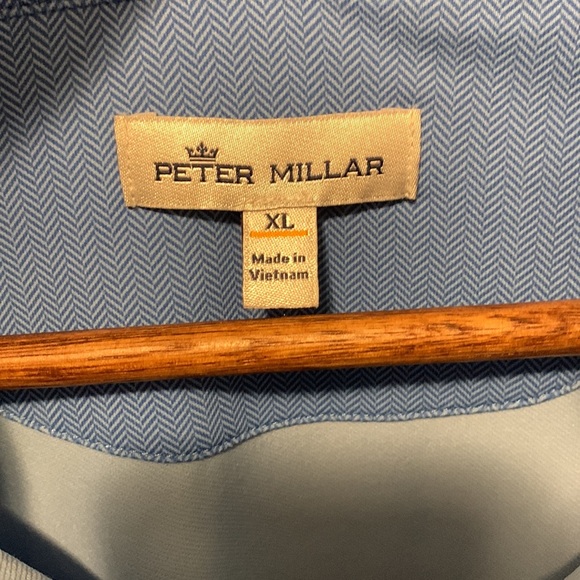 PETER MILLAR
XL
Made in
Vietnam